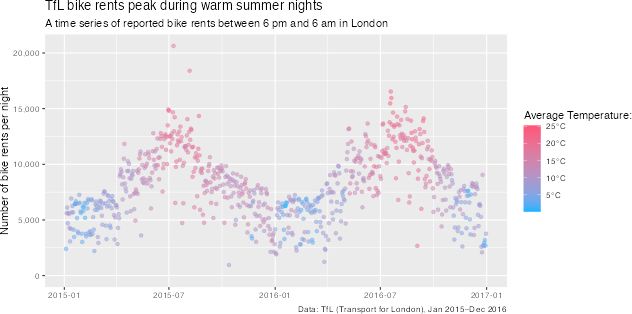 TfL bike rents peak during warm summer nights
A time series of reported bike rents between 6 pm and 6 am in London
Number of bike rents per night
20,000
15,000
10,000
5,000
0
2015-01
2015-07
2016-01
2016-07
2017-01
Average Temperature:
25°C
20°C
15°C
10°C
5°C
Data: TfL (Transport for London), Jan 2015–Dec 2016